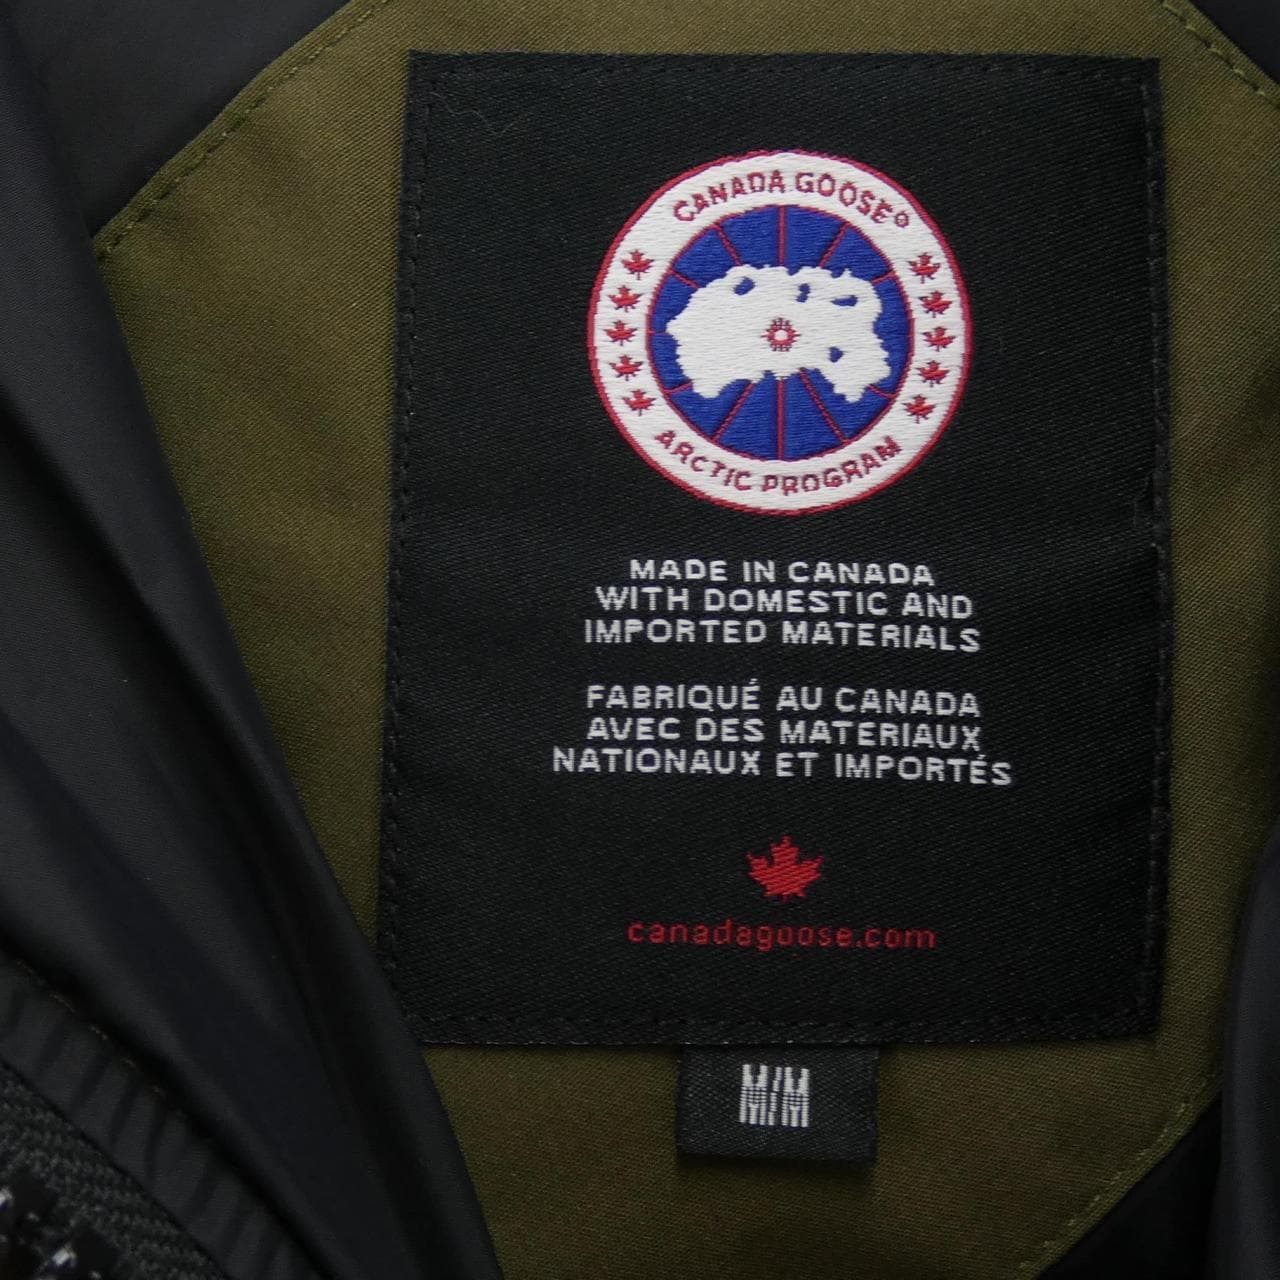 CANADA GOOSE®
ARCTIC PROGRAM
MADE IN CANADA
WITH DOMESTIC AND
IMPORTED MATERIALS
FABRIQUÉ AU CANADA
AVEC DES MATERIAUX
NATIONAUX ET IMPORTÉS
canadagoose.com
M/M